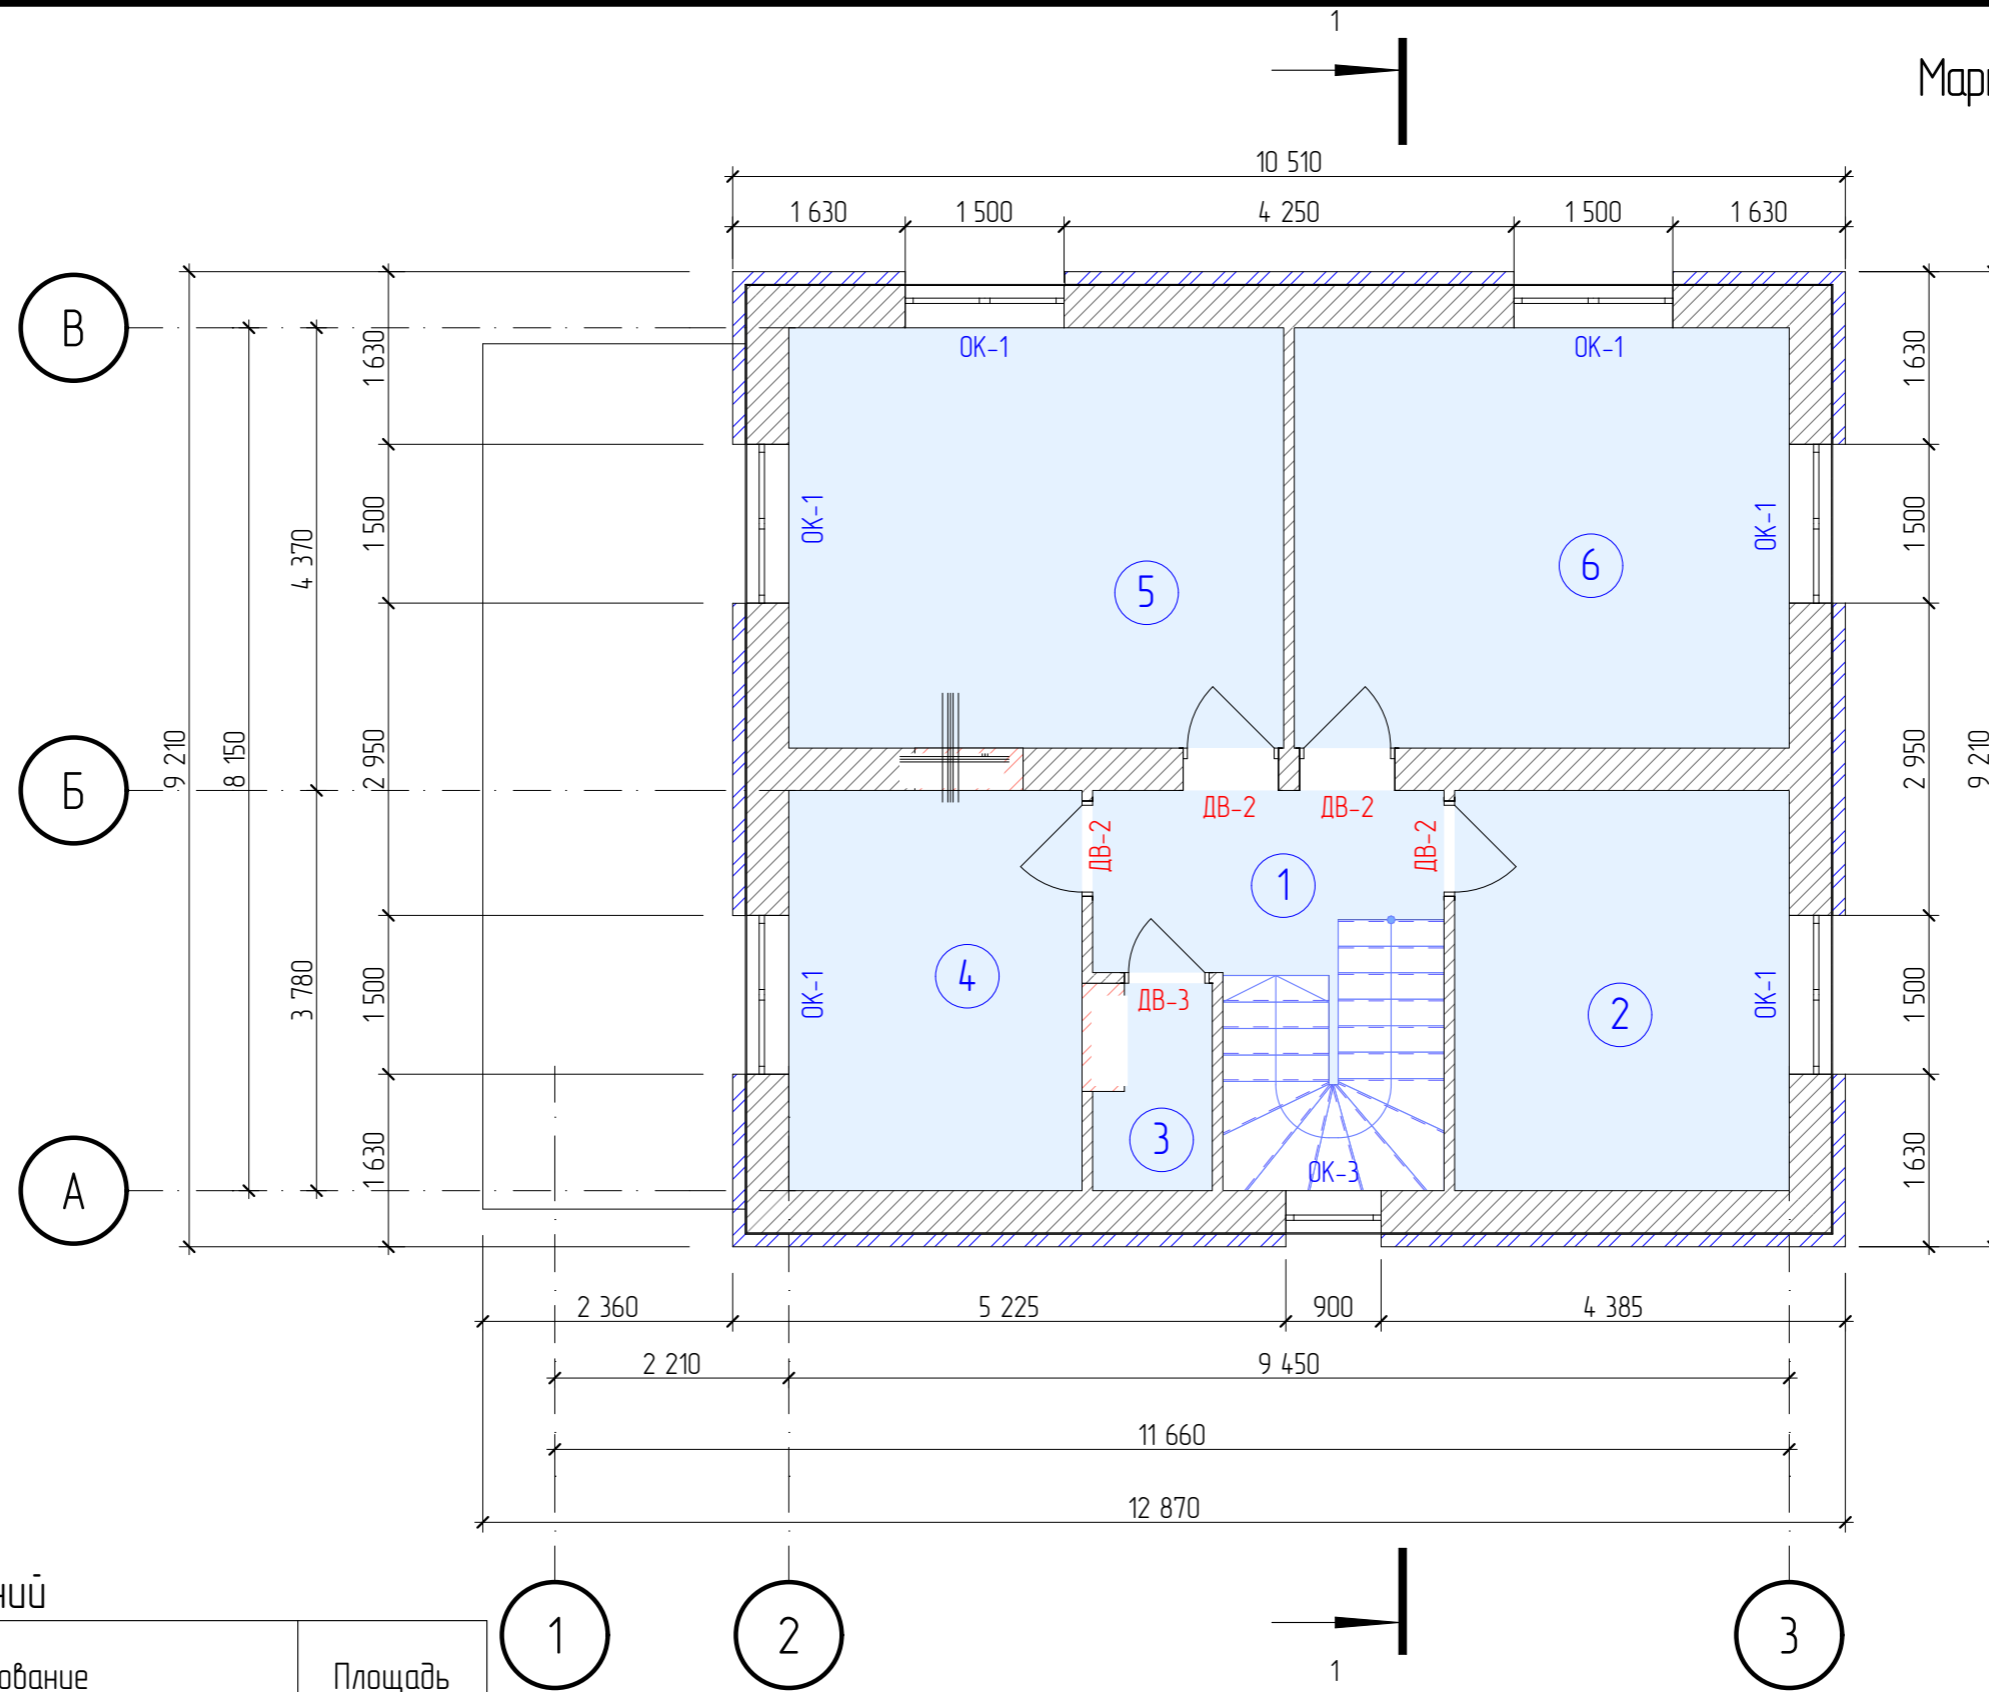 1
Мар
10 510
1 630
1 500
4 250
1 500
1 630
В
ОК-1
ОК-1
1 630
1 630
ОК-1
ОК-1
1 500
1 500
4 370
5
6
Б
9 210
8 150
2 950
2 950
9 210
ДВ-2
ДВ-2
ДВ-2
ДВ-2
1
4
2
3 780
1 500
ОК-1
ДВ-3
ОК-1
1 500
3
А
1 630
ОК-3
1 630
2 360
5 225
900
4 385
2 210
9 450
11 660
12 870
ний
1
2
3
ование
Площадь
1